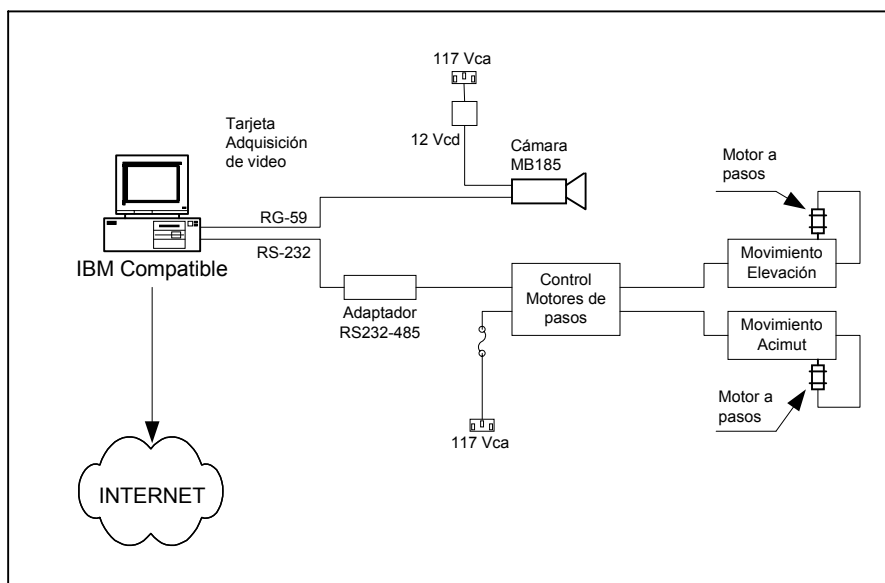 117 Vca
12 Vcd
Tarjeta
Adquisición
de video
Cámara
MB185
Motor a
pasos
RG-59
RS-232
IBM Compatible
Adaptador
RS232-485
Control
Motores de
pasos
Movimiento
Elevación
Movimiento
Acimut
Motor a
pasos
117 Vca
INTERNET